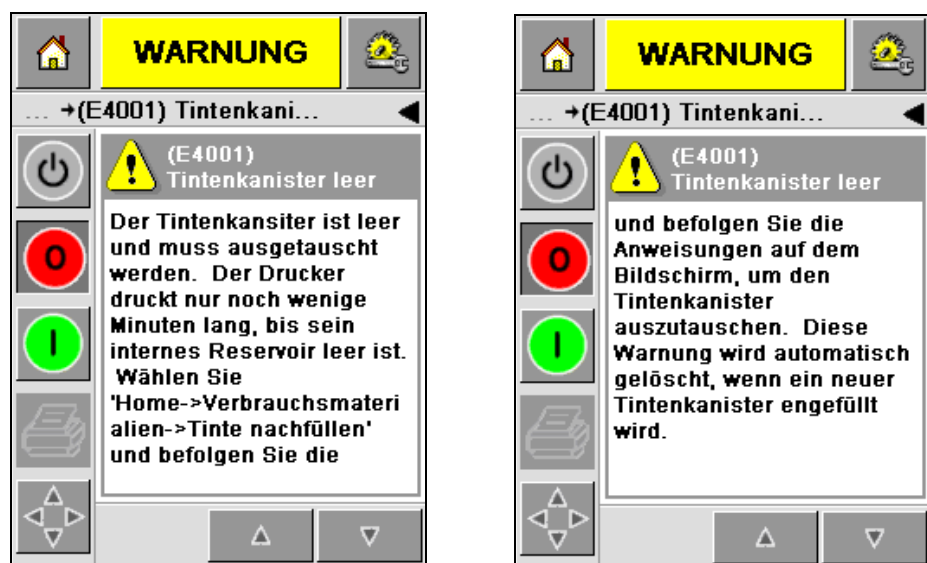 WARNUNG
... →(E4001) Tintenkani...
(E4001)
Tintenkanister leer
Der Tintenkansiter ist leer
und muss ausgetauscht
werden. Der Drucker
druckt nur noch wenige
Minuten lang, bis sein
internes Reservoir leer ist.
Wählen Sie
'Home->Verbrauchsmateri
alien->Tinte nachfüllen'
und befolgen Sie die
O
I
WARNUNG
... →(E4001) Tintenkani...
(E4001)
Tintenkanister leer
und befolgen Sie die
Anweisungen auf dem
Bildschirm, um den
Tintenkanister
auszutauschen. Diese
Warnung wird automatisch
gelöscht, wenn ein neuer
Tintenkanister engefüllt
wird.
O
I